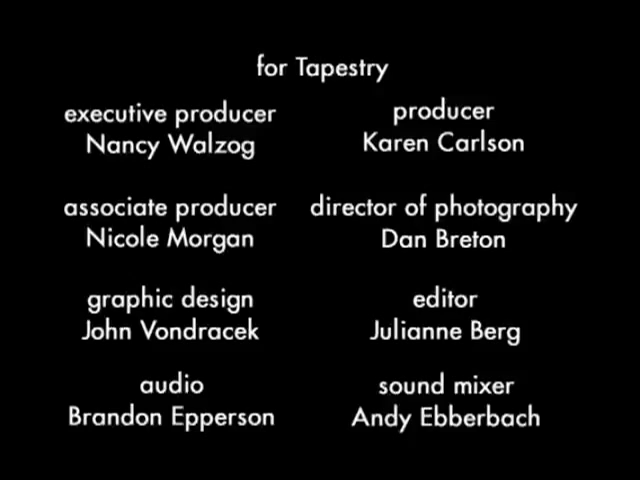 for Tapestry
executive producer
Nancy Walzog
producer
Karen Carlson
associate producer
Nicole Morgan
director of photography
Dan Breton
graphic design
John Vondracek
editor
Julianne Berg
audio
Brandon Epperson
sound mixer
Andy Ebberbach